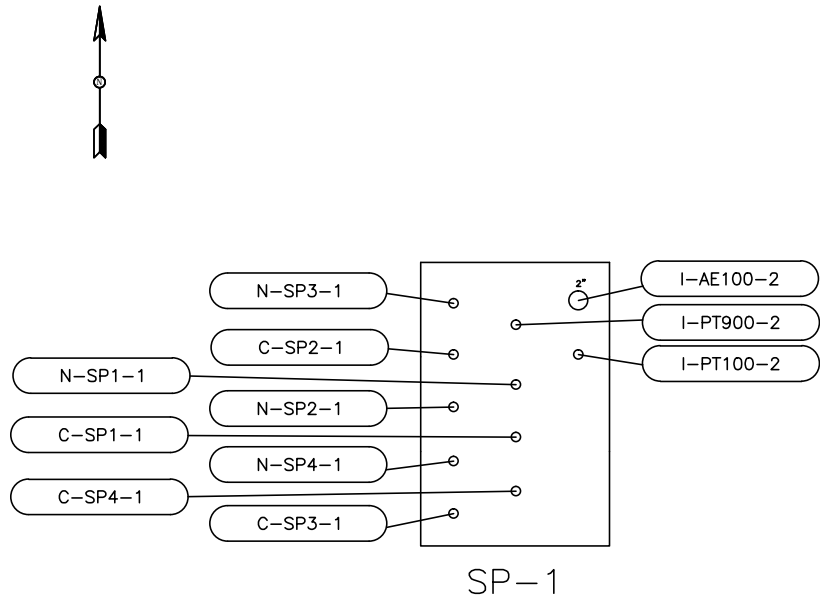 N
2"
N-SP3-1
I-AE100-2
I-PT900-2
C-SP2-1
I-PT100-2
N-SP1-1
N-SP2-1
C-SP1-1
N-SP4-1
C-SP4-1
C-SP3-1
SP-1